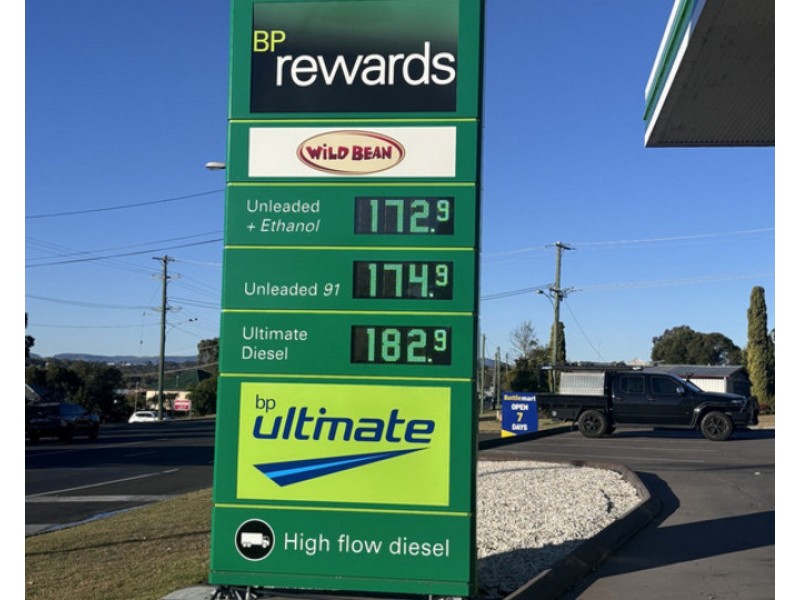 BP
rewards
WiLD BEAN
Unleaded
+ Ethanol
172.9
Unleaded 91
174.9
Ultimate
Diesel
182.9
bp
ultimate
High flow diesel
Bottlemart
OPEN
7
DAYS